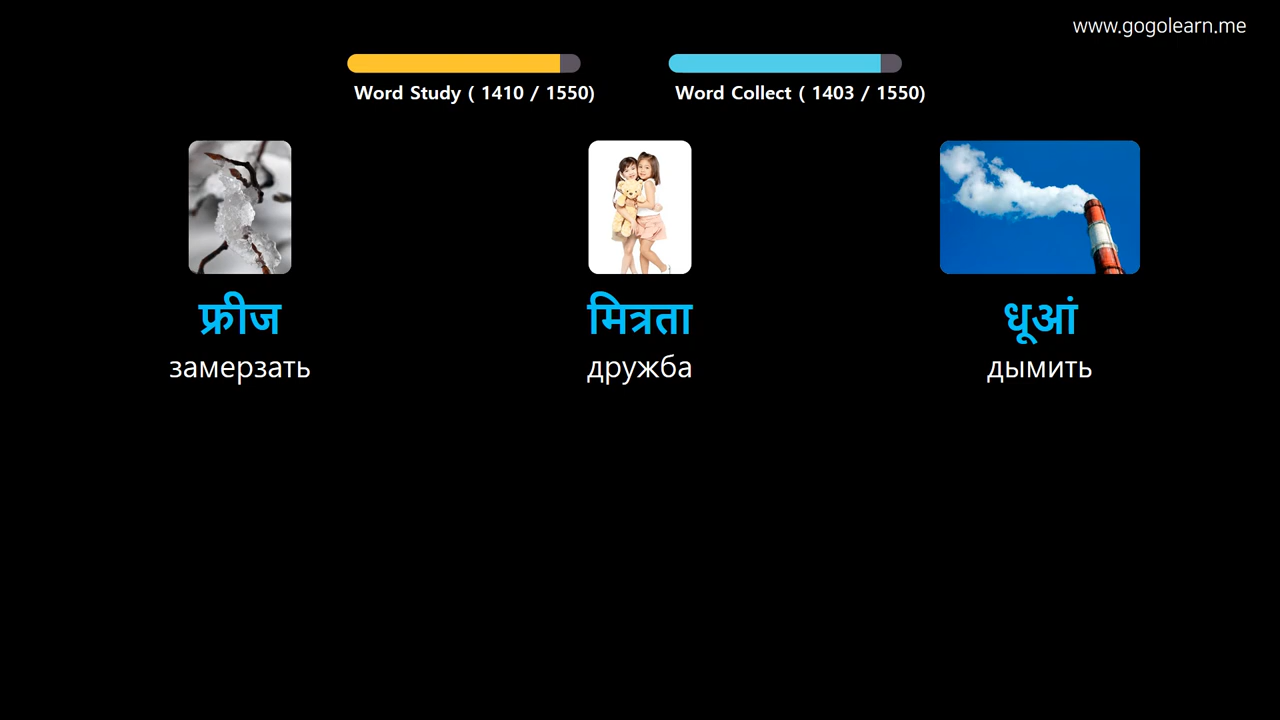 www.gogolearn.me
Word Study ( 1410 / 1550)
Word Collect ( 1403 / 1550)
फ्रीज
замерзать
मित्रता
дружба
धूआं
дымить